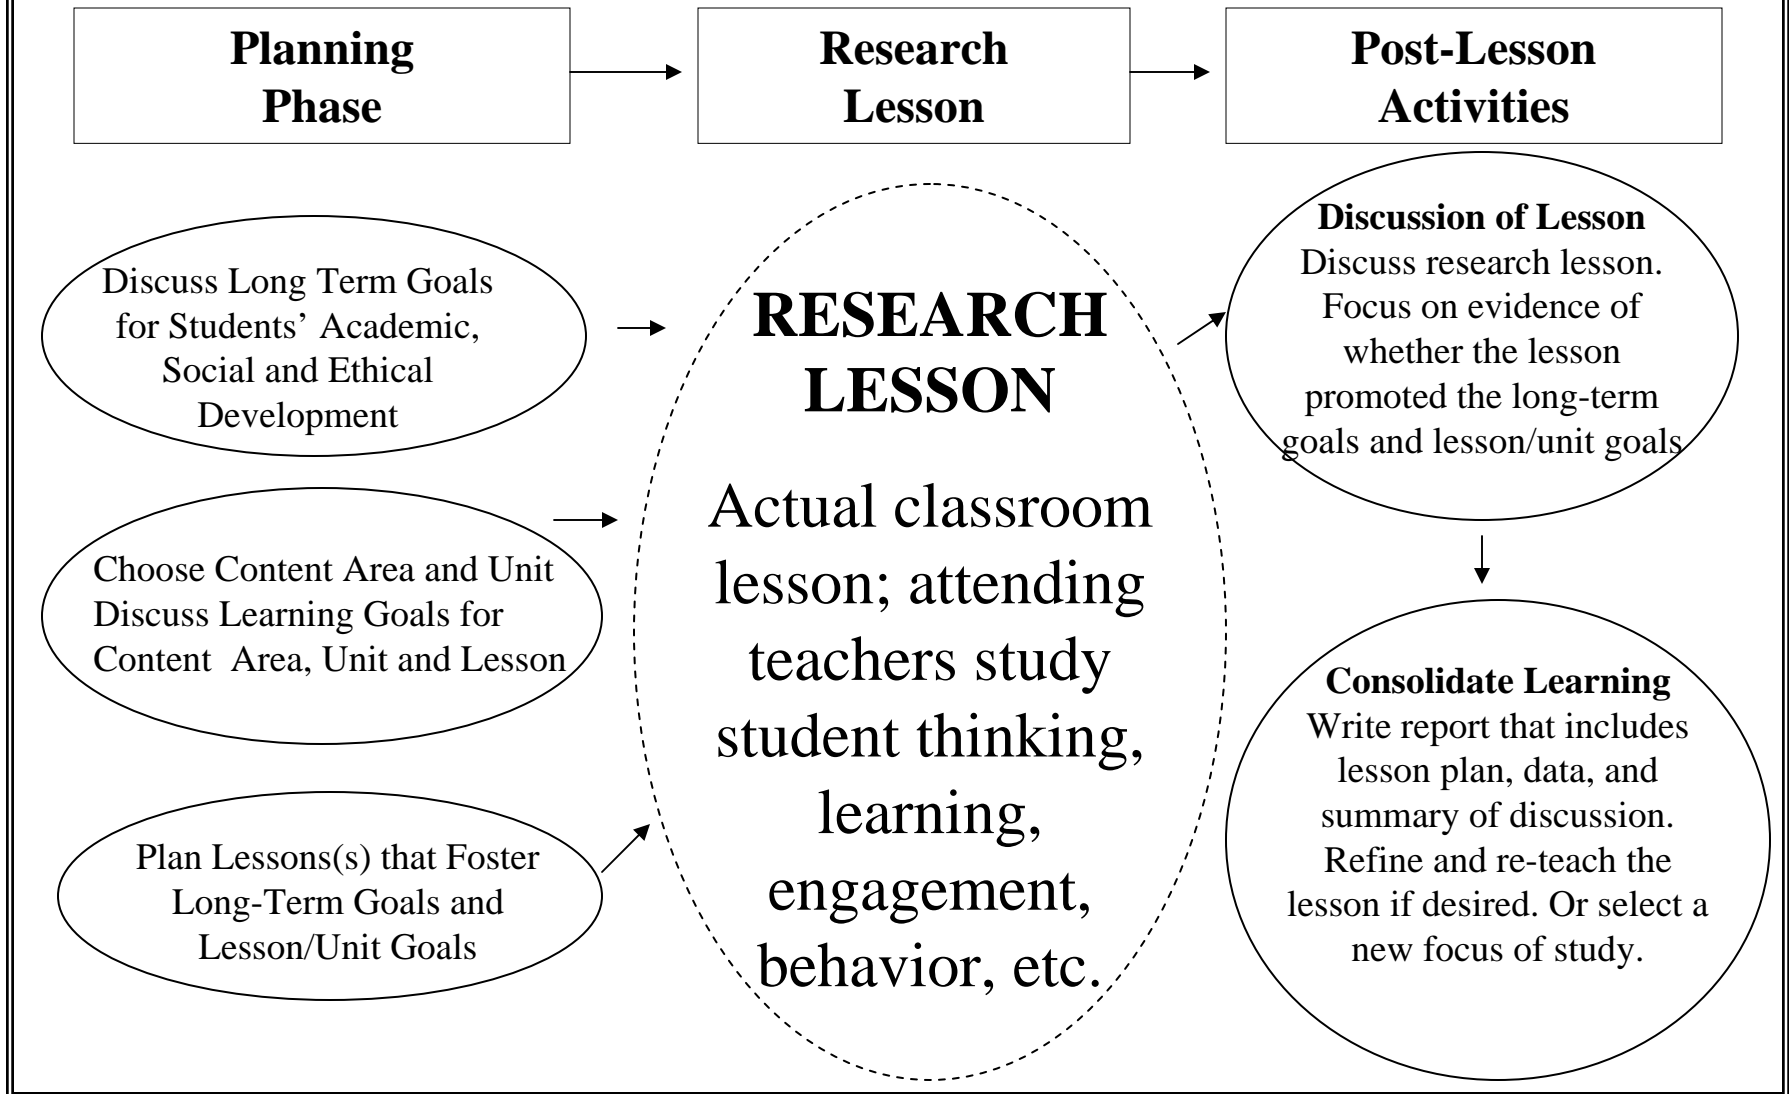 Planning
Phase
Research
Lesson
Post-Lesson
Activities
Discuss Long Term Goals
for Students’ Academic,
Social and Ethical
Development
Choose Content Area and Unit
Discuss Learning Goals for
Content  Area, Unit and Lesson
Plan Lessons(s) that Foster
Long-Term Goals and
Lesson/Unit Goals
RESEARCH
LESSON
Actual classroom
lesson; attending
teachers study
student thinking,
learning,
engagement,
behavior, etc.
Discussion of Lesson
Discuss research lesson.
Focus on evidence of
whether the lesson
promoted the long-term
goals and lesson/unit goals
Consolidate Learning
Write report that includes
lesson plan, data, and
summary of discussion.
Refine and re-teach the
lesson if desired. Or select a
new focus of study.